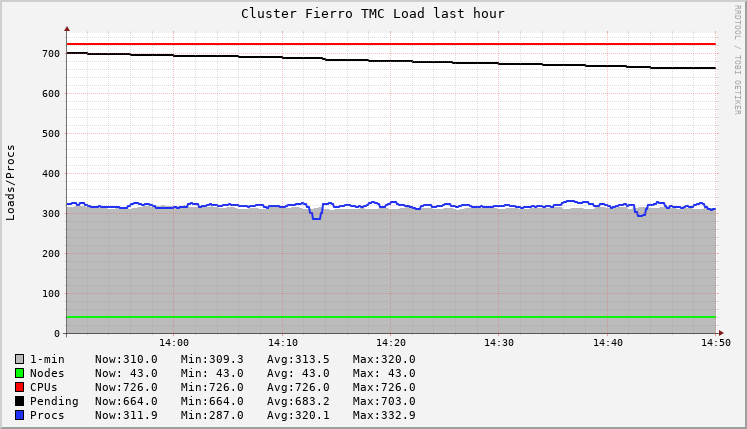 Cluster Fierro TMC Load last hour
RRDTOOL / TOBI OETIKER
Loads/Procs
700
600
500
400
300
200
100
0
14:00 14:10 14:20 14:30 14:40 14:50
1-min Now:310.0 Min:309.3 Avg:313.5 Max:320.0
Nodes Now: 43.0 Min: 43.0 Avg: 43.0 Max: 43.0
CPUs Now:726.0 Min:726.0 Avg:726.0 Max:726.0
Pending Now:664.0 Min:664.0 Avg:683.2 Max:703.0
Procs Now:311.9 Min:287.0 Avg:320.1 Max:332.9